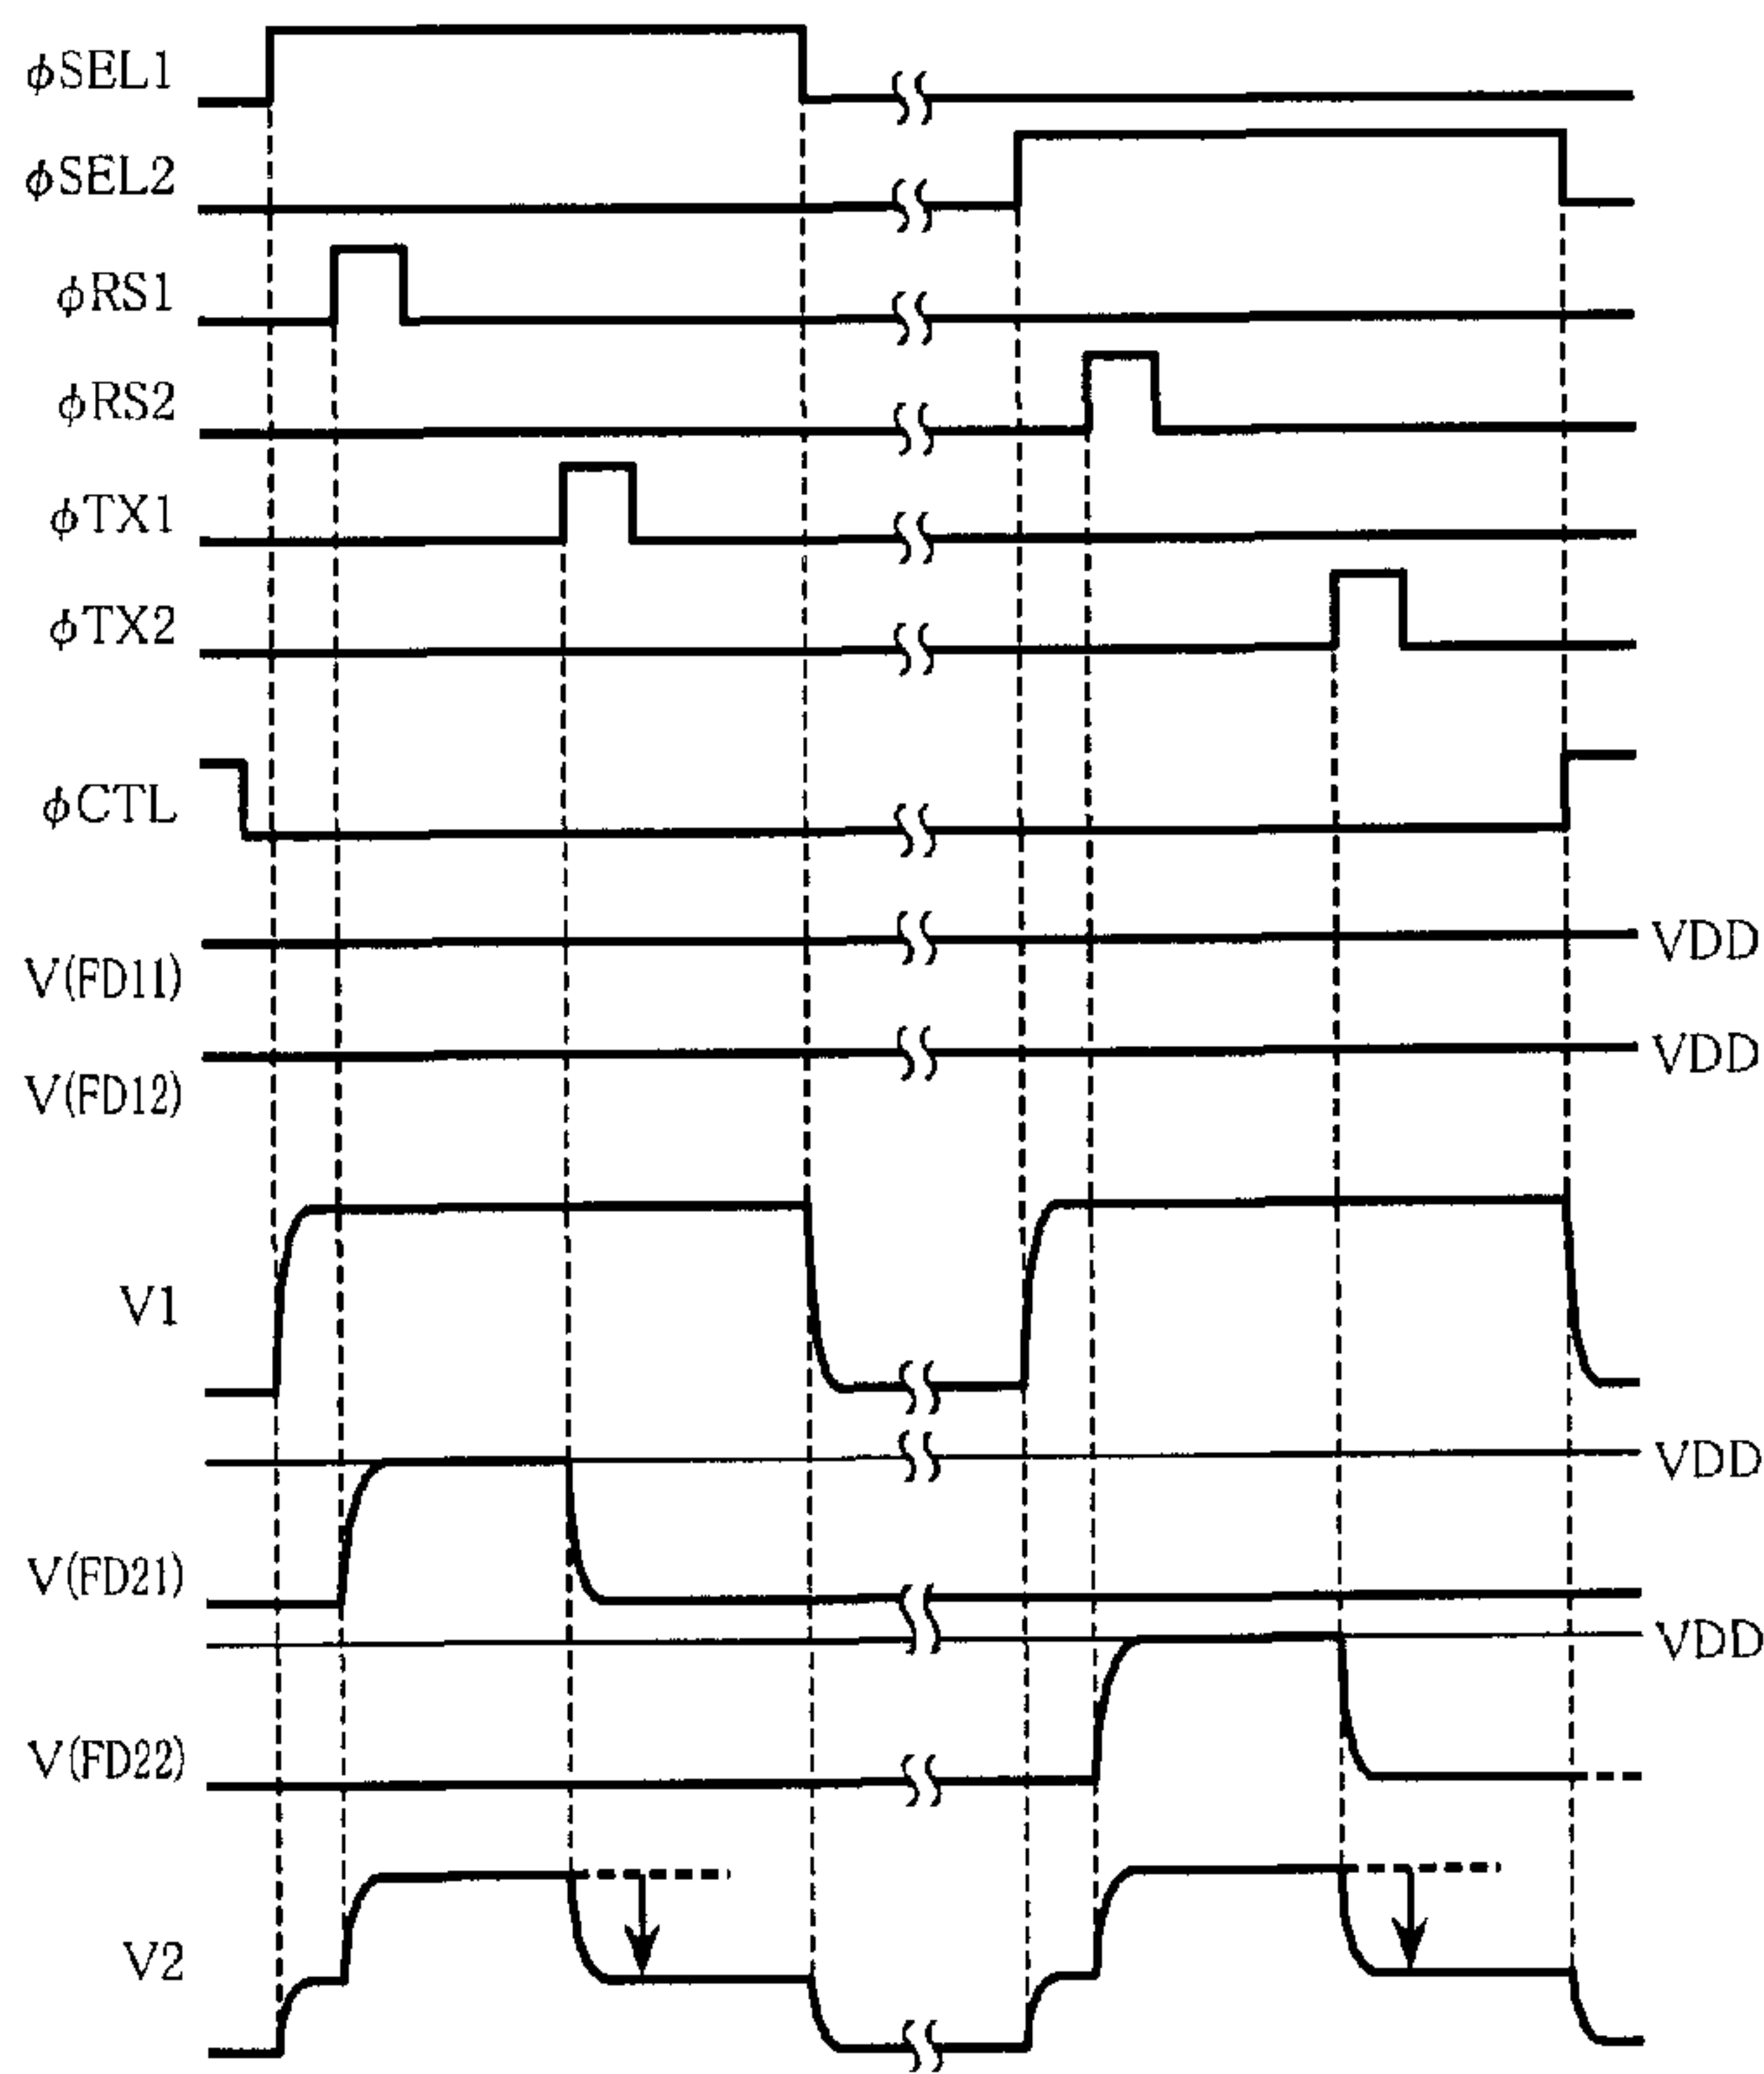 φSEL1
φSEL2
φRS1
φRS2
φTX1
φTX2
φCTL
V(FD11)
VDD
V(FD12)
VDD
V1
VDD
V(FD21)
VDD
V(FD22)
V2